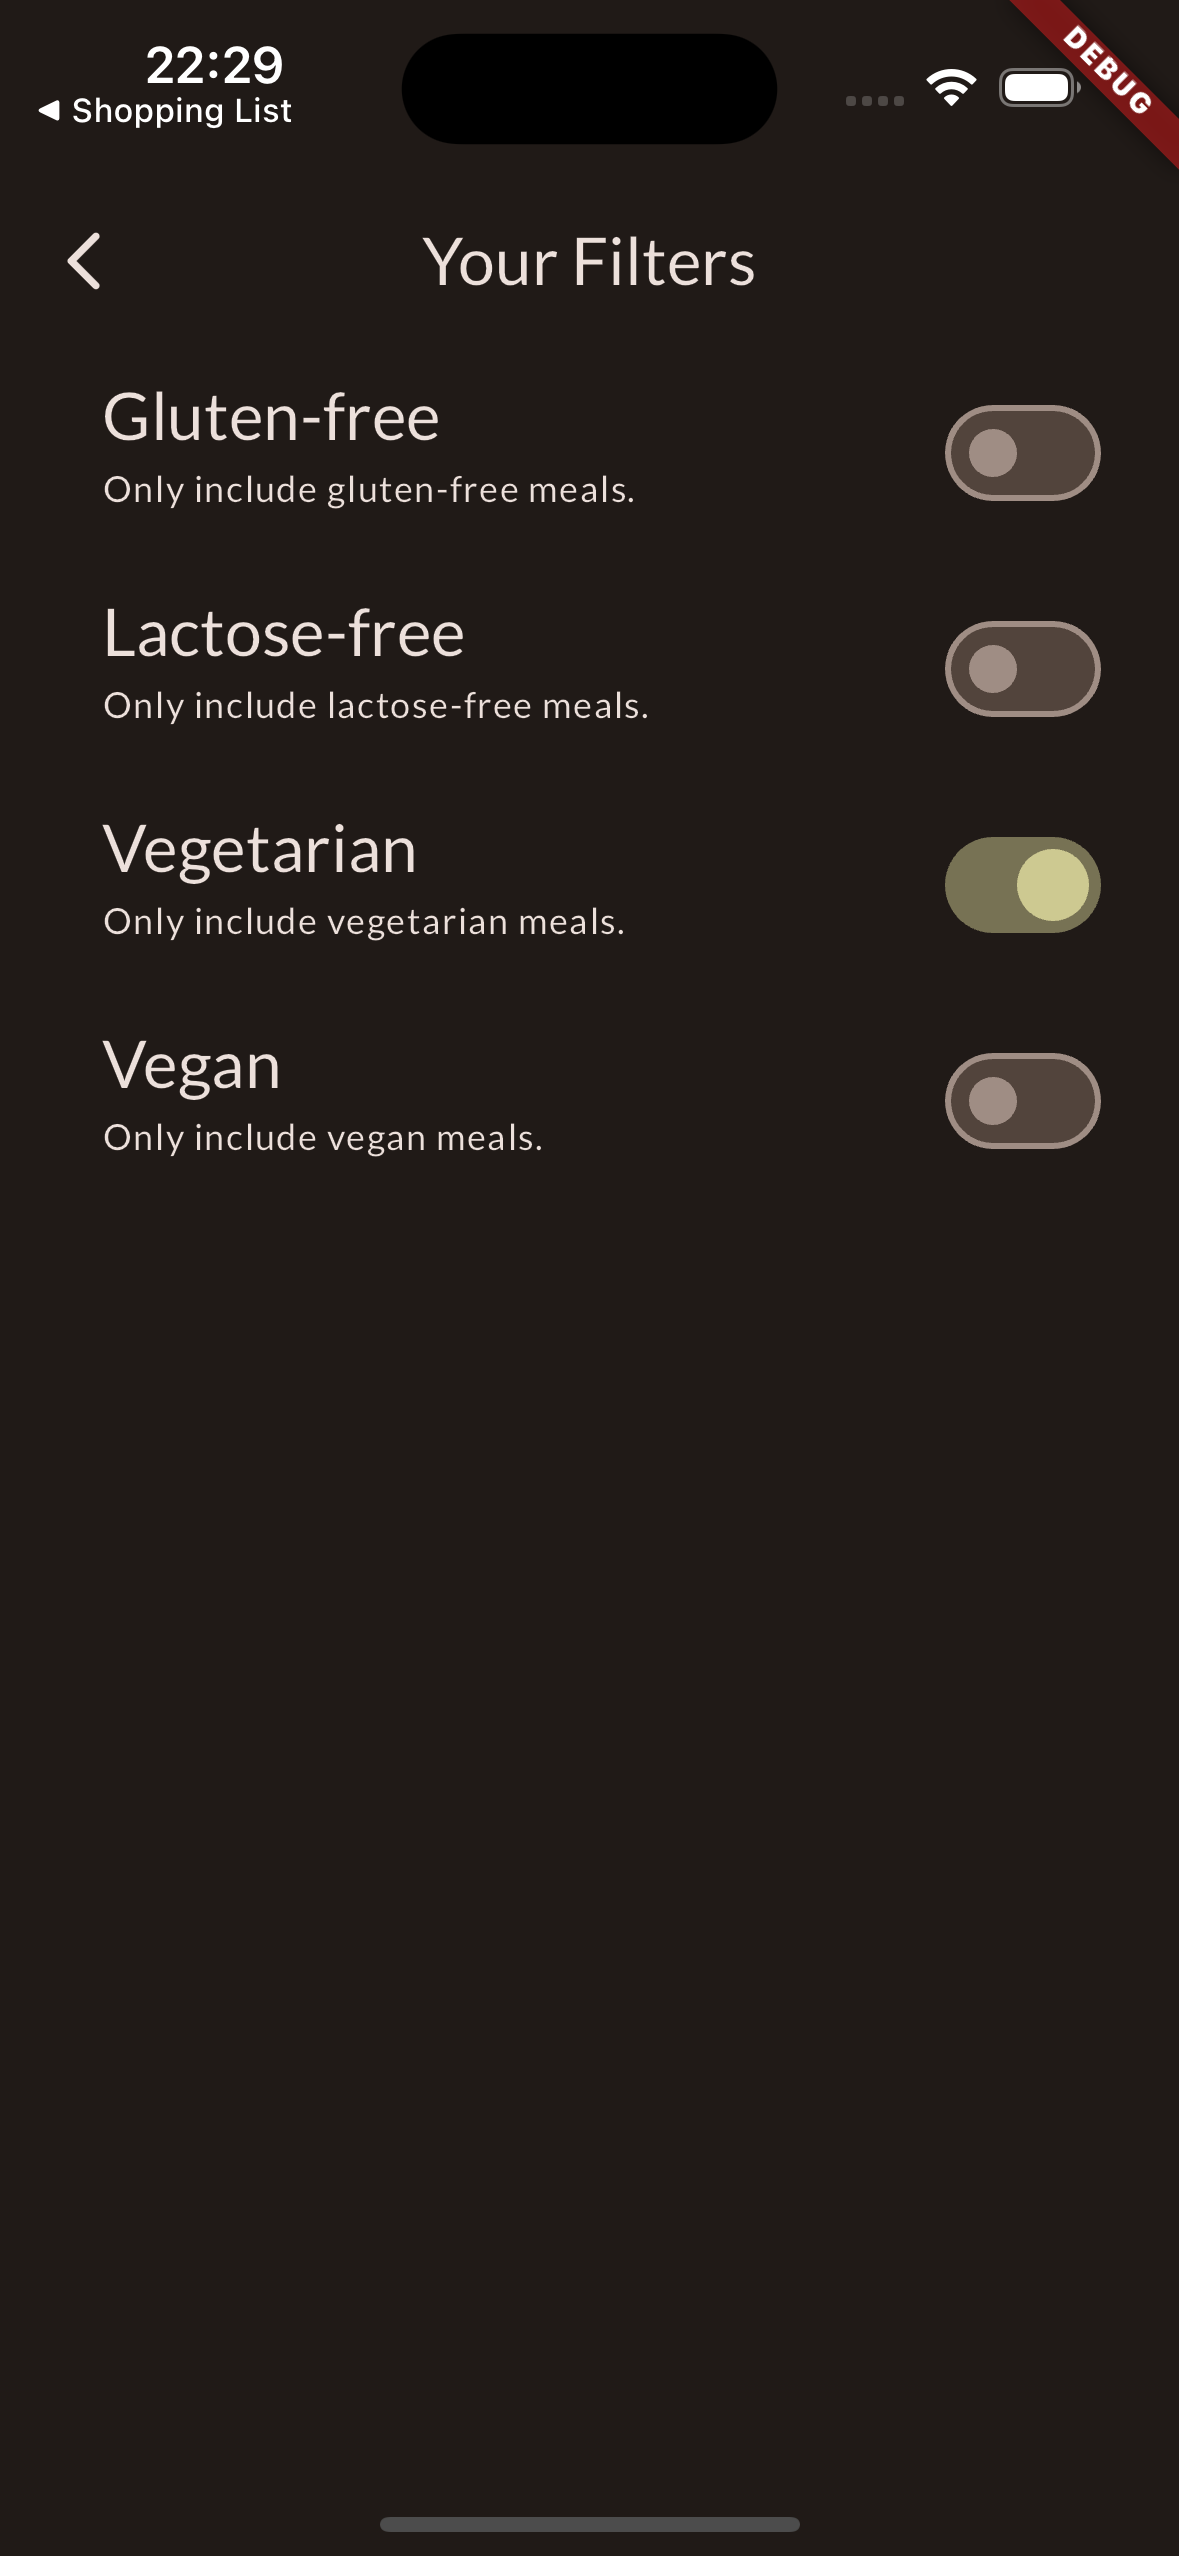 22:29
Shopping List
DEBUG
Your Filters
Gluten-free
Only include gluten-free meals.
Lactose-free
Only include lactose-free meals.
Vegetarian
Only include vegetarian meals.
Vegan
Only include vegan meals.